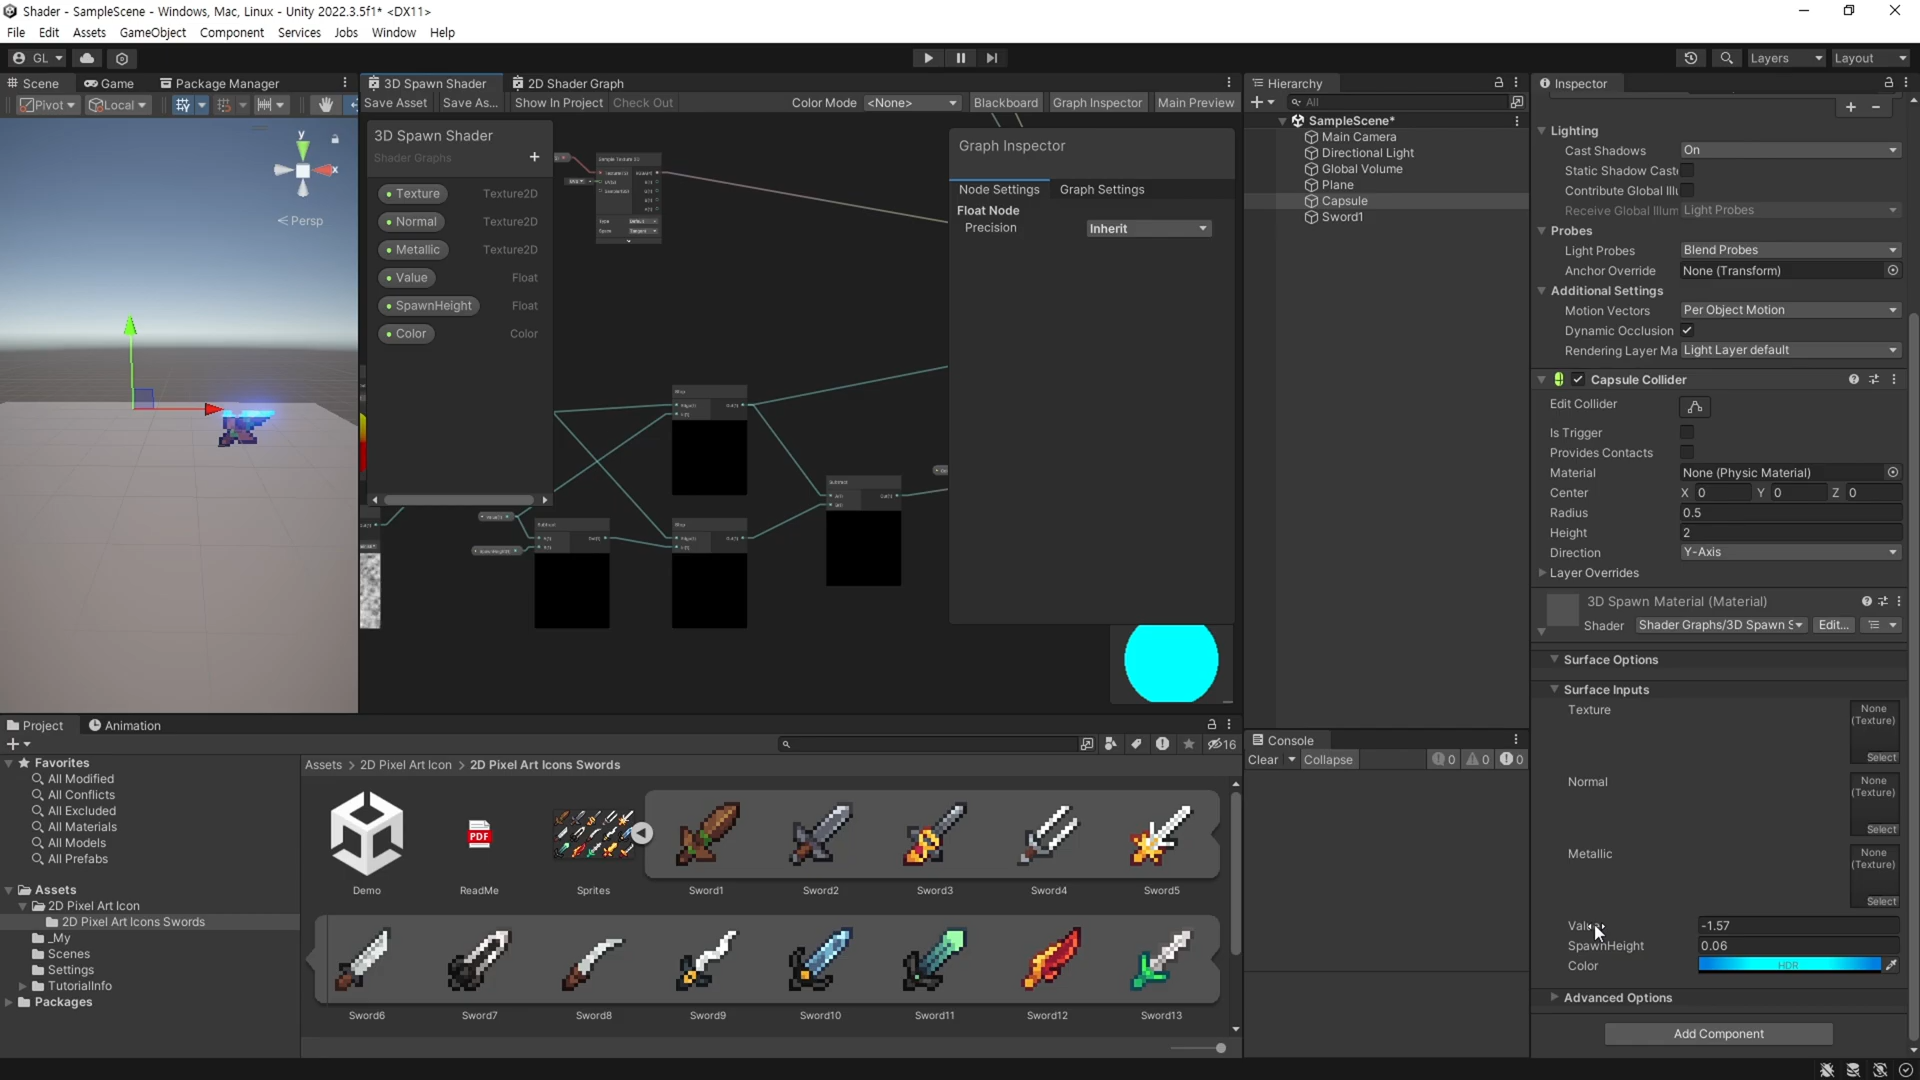 Shader - SampleScene - Windows, Mac, Linux - Unity 2022.3.5f1* <DX11>
File Edit Assets GameObject Component Services Jobs Window Help
GL
Layers
Layout
Scene
Game
Package Manager
Pivot
Local
y
x
Persp
3D Spawn Shader
2D Shader Graph
Save Asset
Save As...
Show In Project
Check Out
Color Mode
<None>
Blackboard
Graph Inspector
Main Preview
3D Spawn Shader
Shader Graphs
Texture Texture2D
Normal Texture2D
Metallic Texture2D
Value Float
SpawnHeight Float
Color Color
Graph Inspector
Node Settings
Graph Settings
Float Node
Precision
Inherit
Subtract
Hierarchy
All
SampleScene*
Main Camera
Directional Light
Global Volume
Plane
Capsule
Sword1
Inspector
Lighting
Cast Shadows On
Static Shadow Cast
Contribute Global Illu
Receive Global Illum Light Probes
Probes
Light Probes Blend Probes
Anchor Override None (Transform)
Additional Settings
Motion Vectors Per Object Motion
Dynamic Occlusion
Rendering Layer Ma Light Layer default
Capsule Collider
Edit Collider
Is Trigger
Provides Contacts
Material None (Physic Material)
Center X 0 Y 0 Z 0
Radius 0.5
Height 2
Direction Y-Axis
Layer Overrides
3D Spawn Material (Material)
Shader Shader Graphs/3D Spawn S Edit...
Surface Options
Surface Inputs
Texture
None
(Texture)
Select
Normal
None
(Texture)
Select
Metallic
None
(Texture)
Select
Value -1.57
SpawnHeight 0.06
Color HDR
Advanced Options
Add Component
Project
Animation
16
Favorites
All Modified
All Conflicts
All Excluded
All Materials
All Models
All Prefabs
Assets
2D Pixel Art Icon
2D Pixel Art Icons Swords
_My
Scenes
Settings
TutorialInfo
Packages
Assets > 2D Pixel Art Icon > 2D Pixel Art Icons Swords
PDF
Demo ReadMe Sprites Sword1 Sword2 Sword3 Sword4 Sword5
Sword6 Sword7 Sword8 Sword9 Sword10 Sword11 Sword12 Sword13
Console
Clear
Collapse
0
0
0